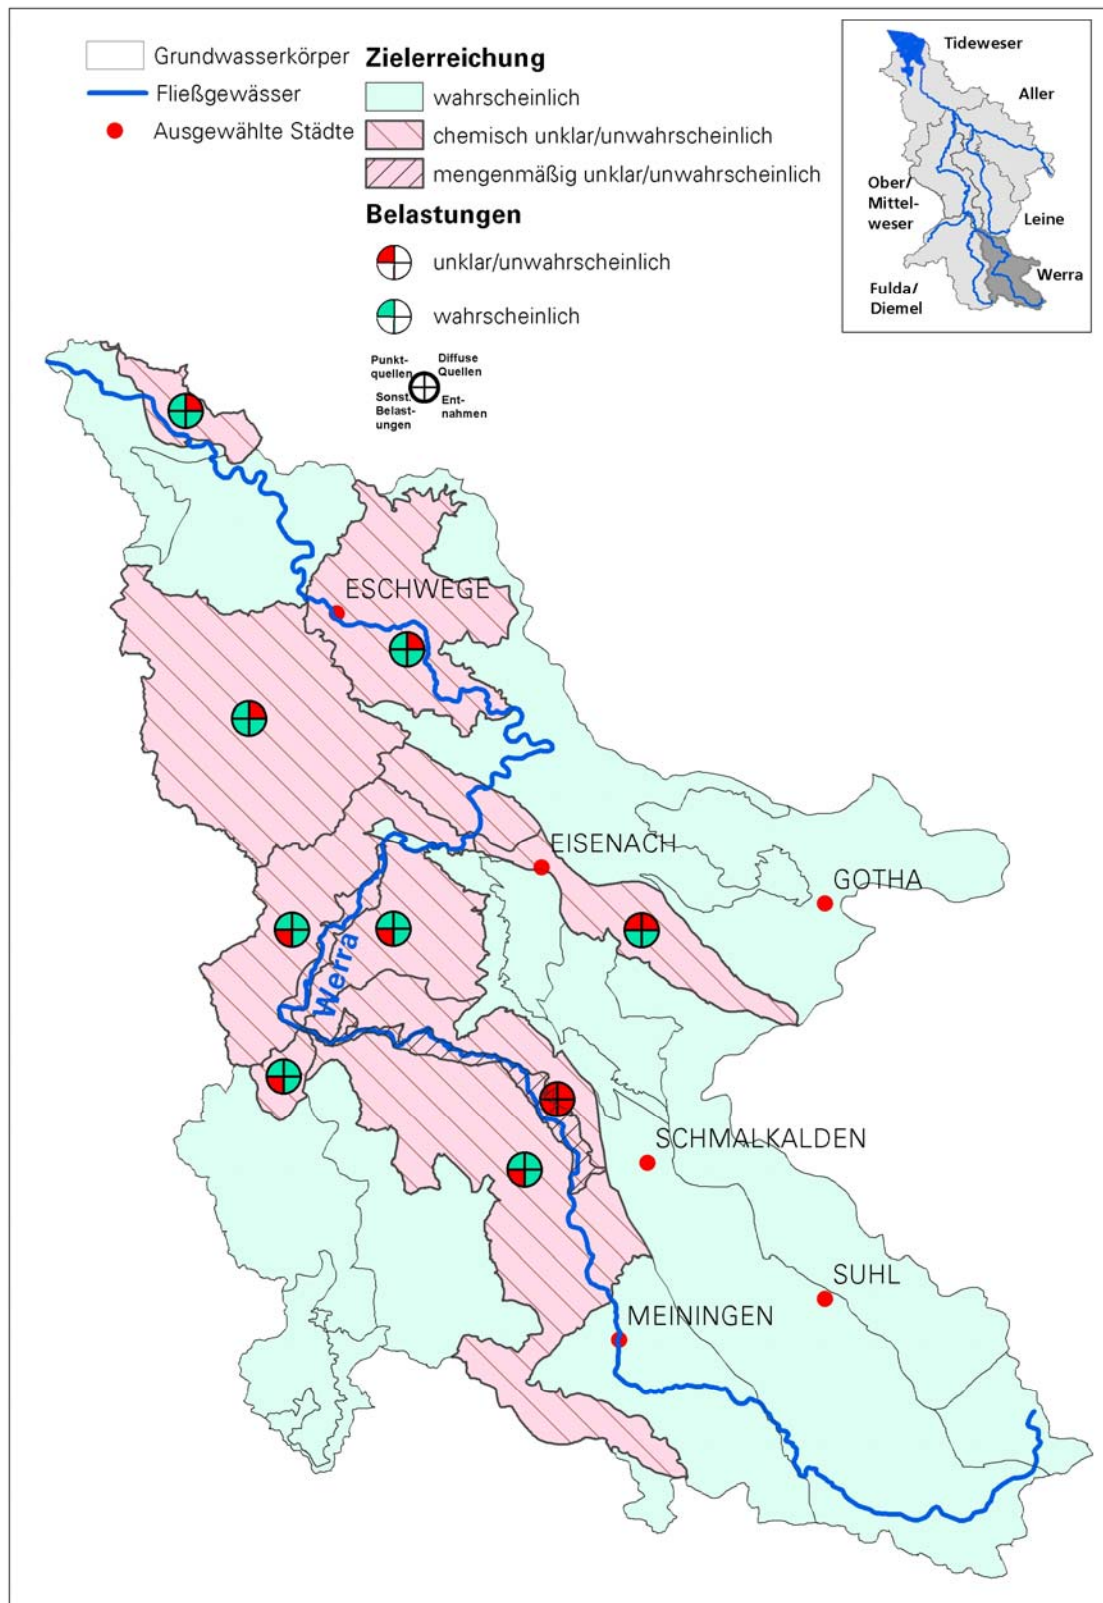 Grundwasserkörper
Fließgewässer
Ausgewählte Städte
Zielerreichung
wahrscheinlich
chemisch unklar/unwahrscheinlich
mengenmäßig unklar/unwahrscheinlich
Belastungen
unklar/unwahrscheinlich
wahrscheinlich
Punkt-
quellen
Diffuse
Quellen
Sonst.
Belast-
ungen
Ent-
nahmen
Tideweser
Aller
Ober/
Mittel-
weser
Leine
Werra
Fulda/
Diemel
ESCHWEGE
EISENACH
GOTHA
Werra
SCHMALKALDEN
SUHL
MEININGEN